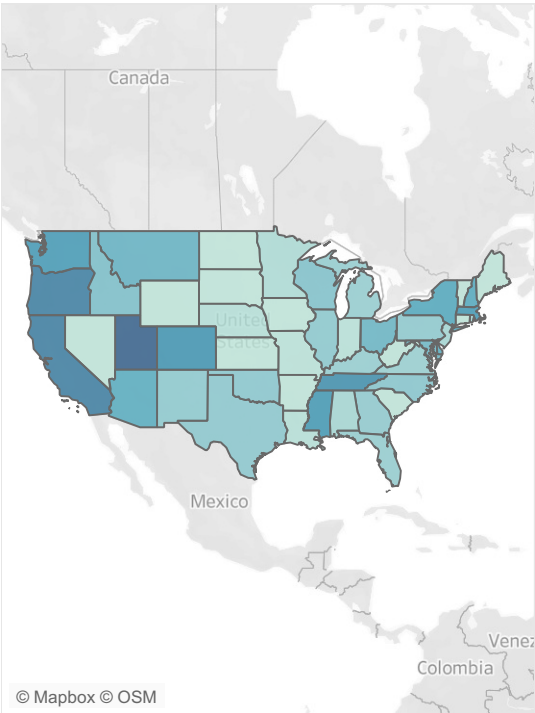 Canada
United
States
Mexico
Venez
Colombia
© Mapbox © OSM